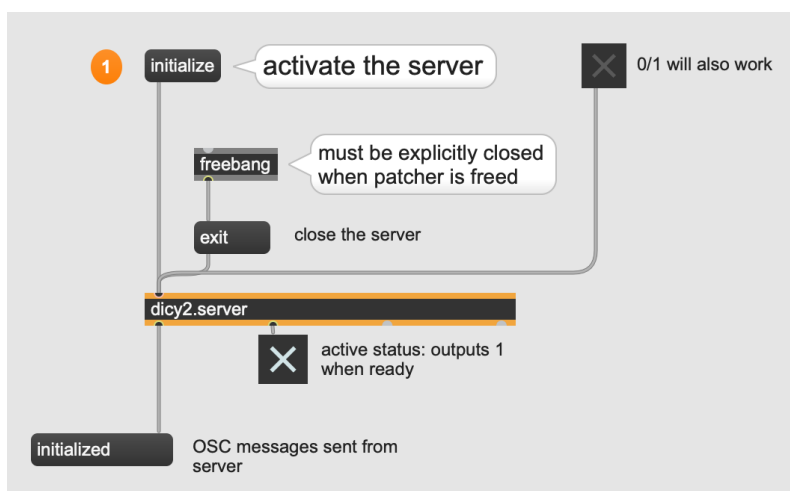 1
initialize
activate the server
0/1 will also work
freebang
must be explicitly closed
when patcher is freed
exit
close the server
dicy2.server
active status: outputs 1
when ready
initialized
OSC messages sent from
server